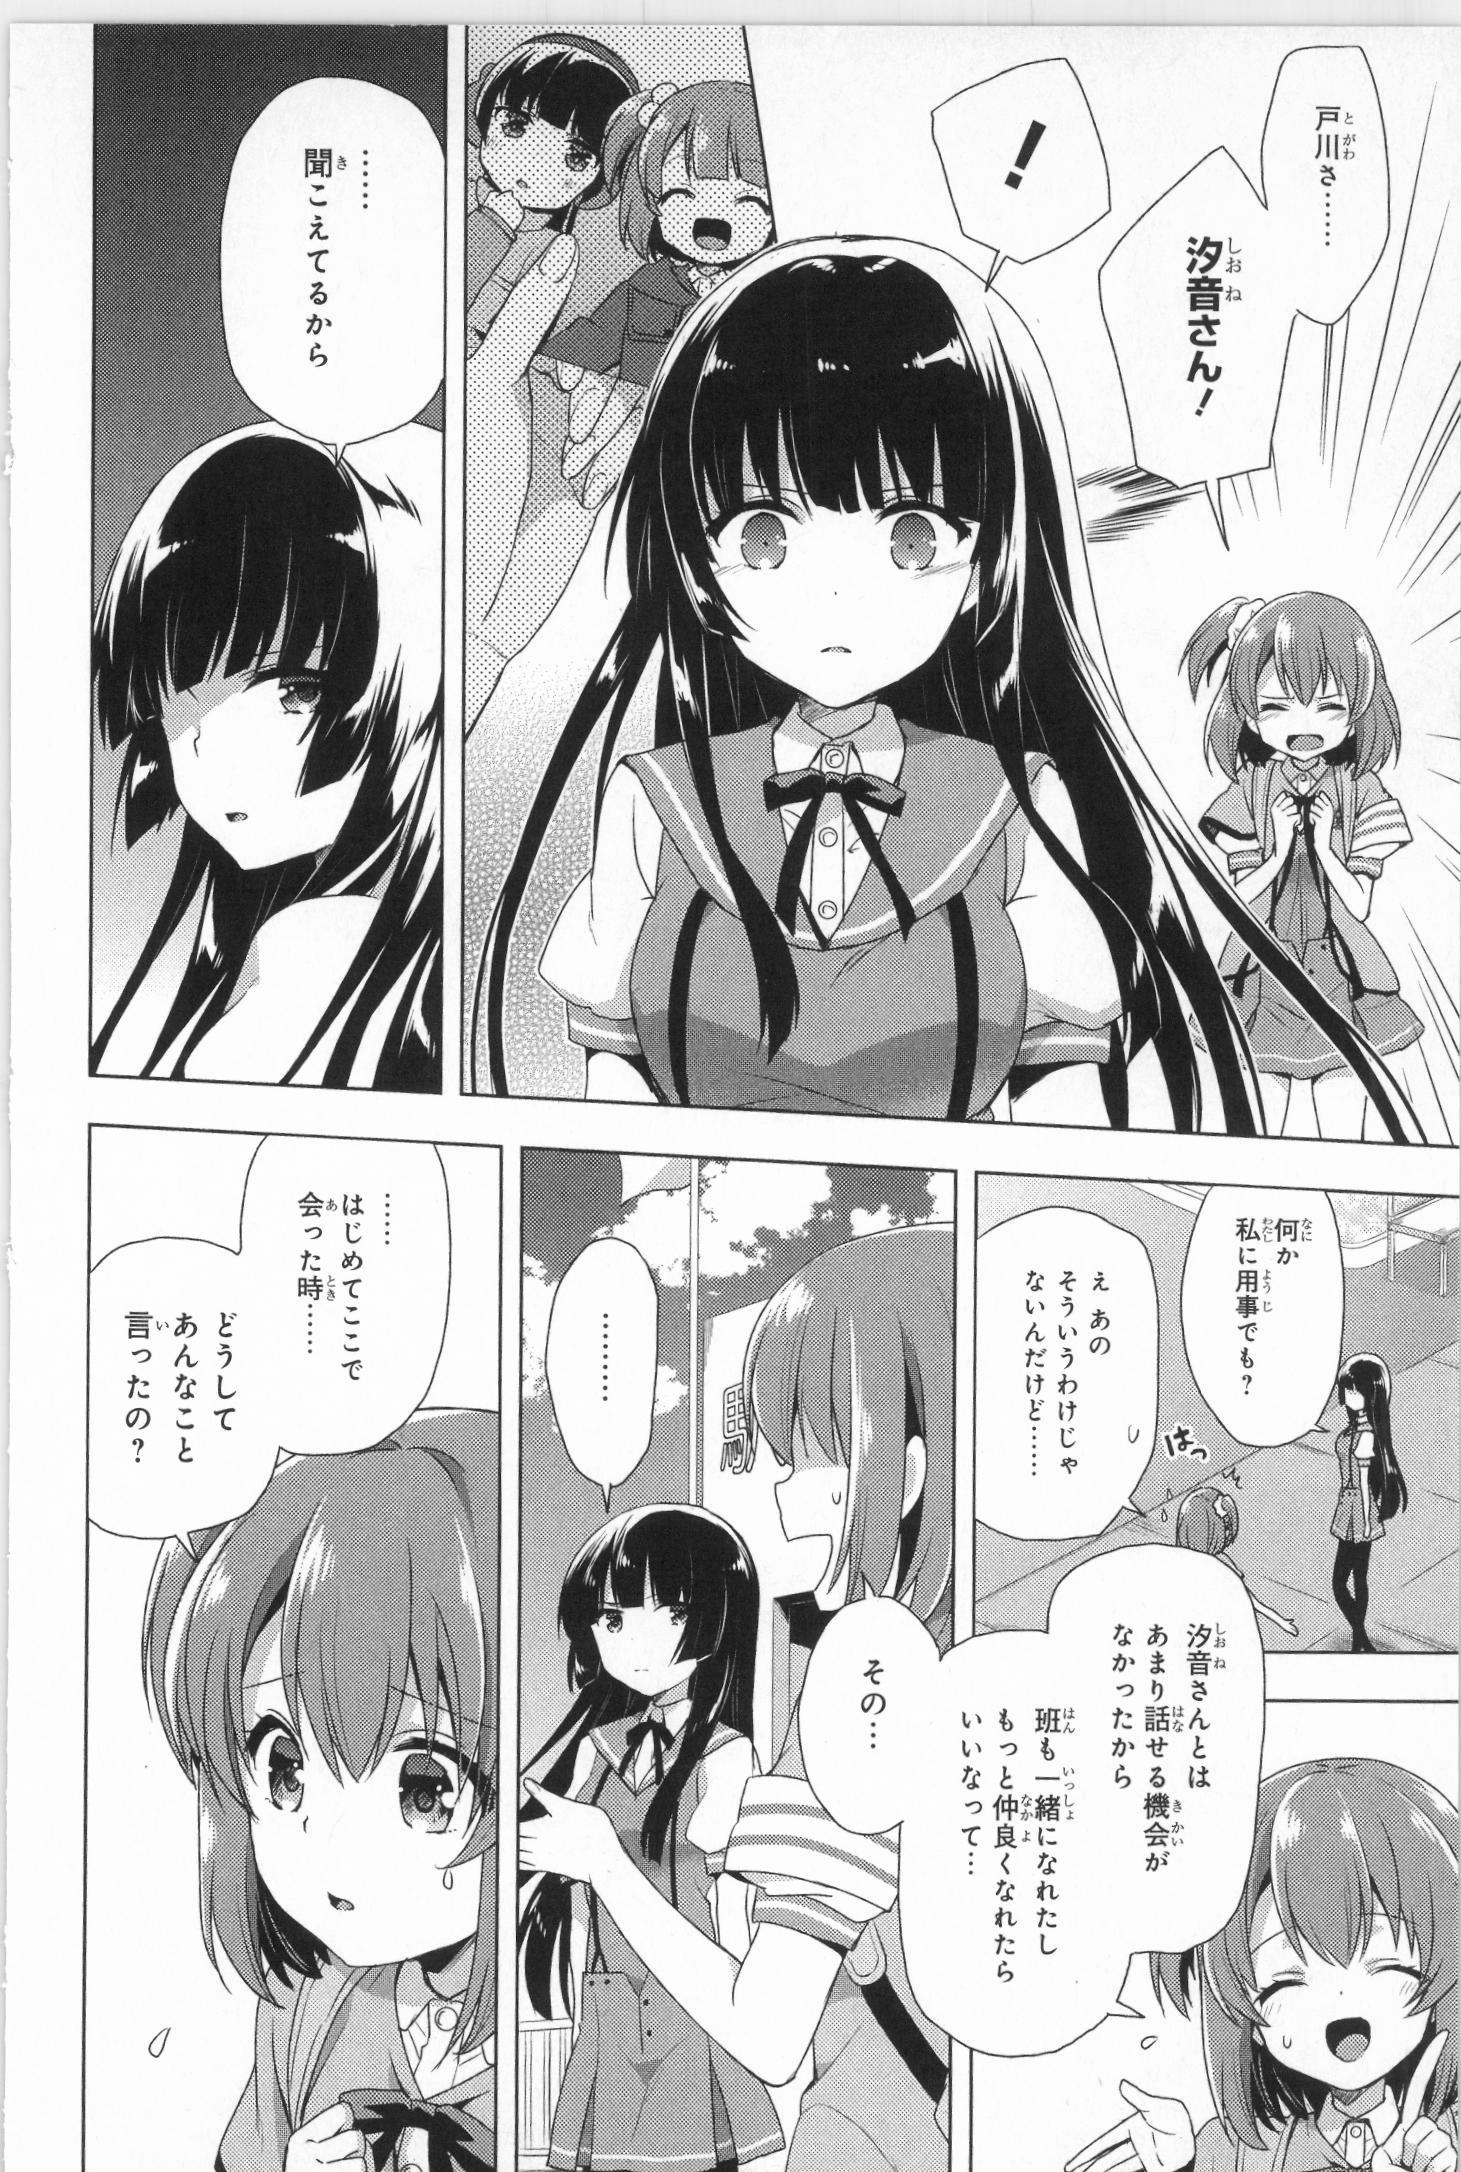 戸川さ……
汐音さん!
!
……
聞こえてるから
何か
私に用事でも?
え あの
そういうわけじゃ
ないんだけど……
はっ
汐音さんとは
あまり話せる機会が
なかったから
班も一緒になれたし
もっと仲良くなれたら
いいなって…
………
その…
……
はじめてここで
会った時……
どうして
あんなこと
言ったの?